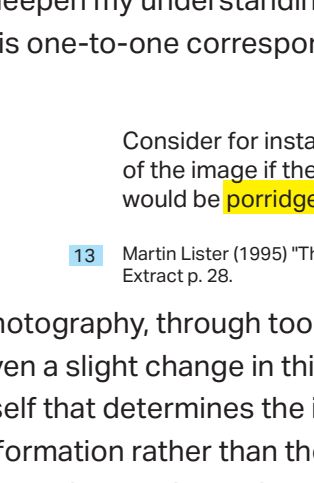 deepen my understandin
is one-to-one correspon
Consider for insta
of the image if the
would be porridge
13 Martin Lister (1995) "Th
Extract p. 28.
notography, through too
ven a slight change in thi
self that determines the i
formation rather than the